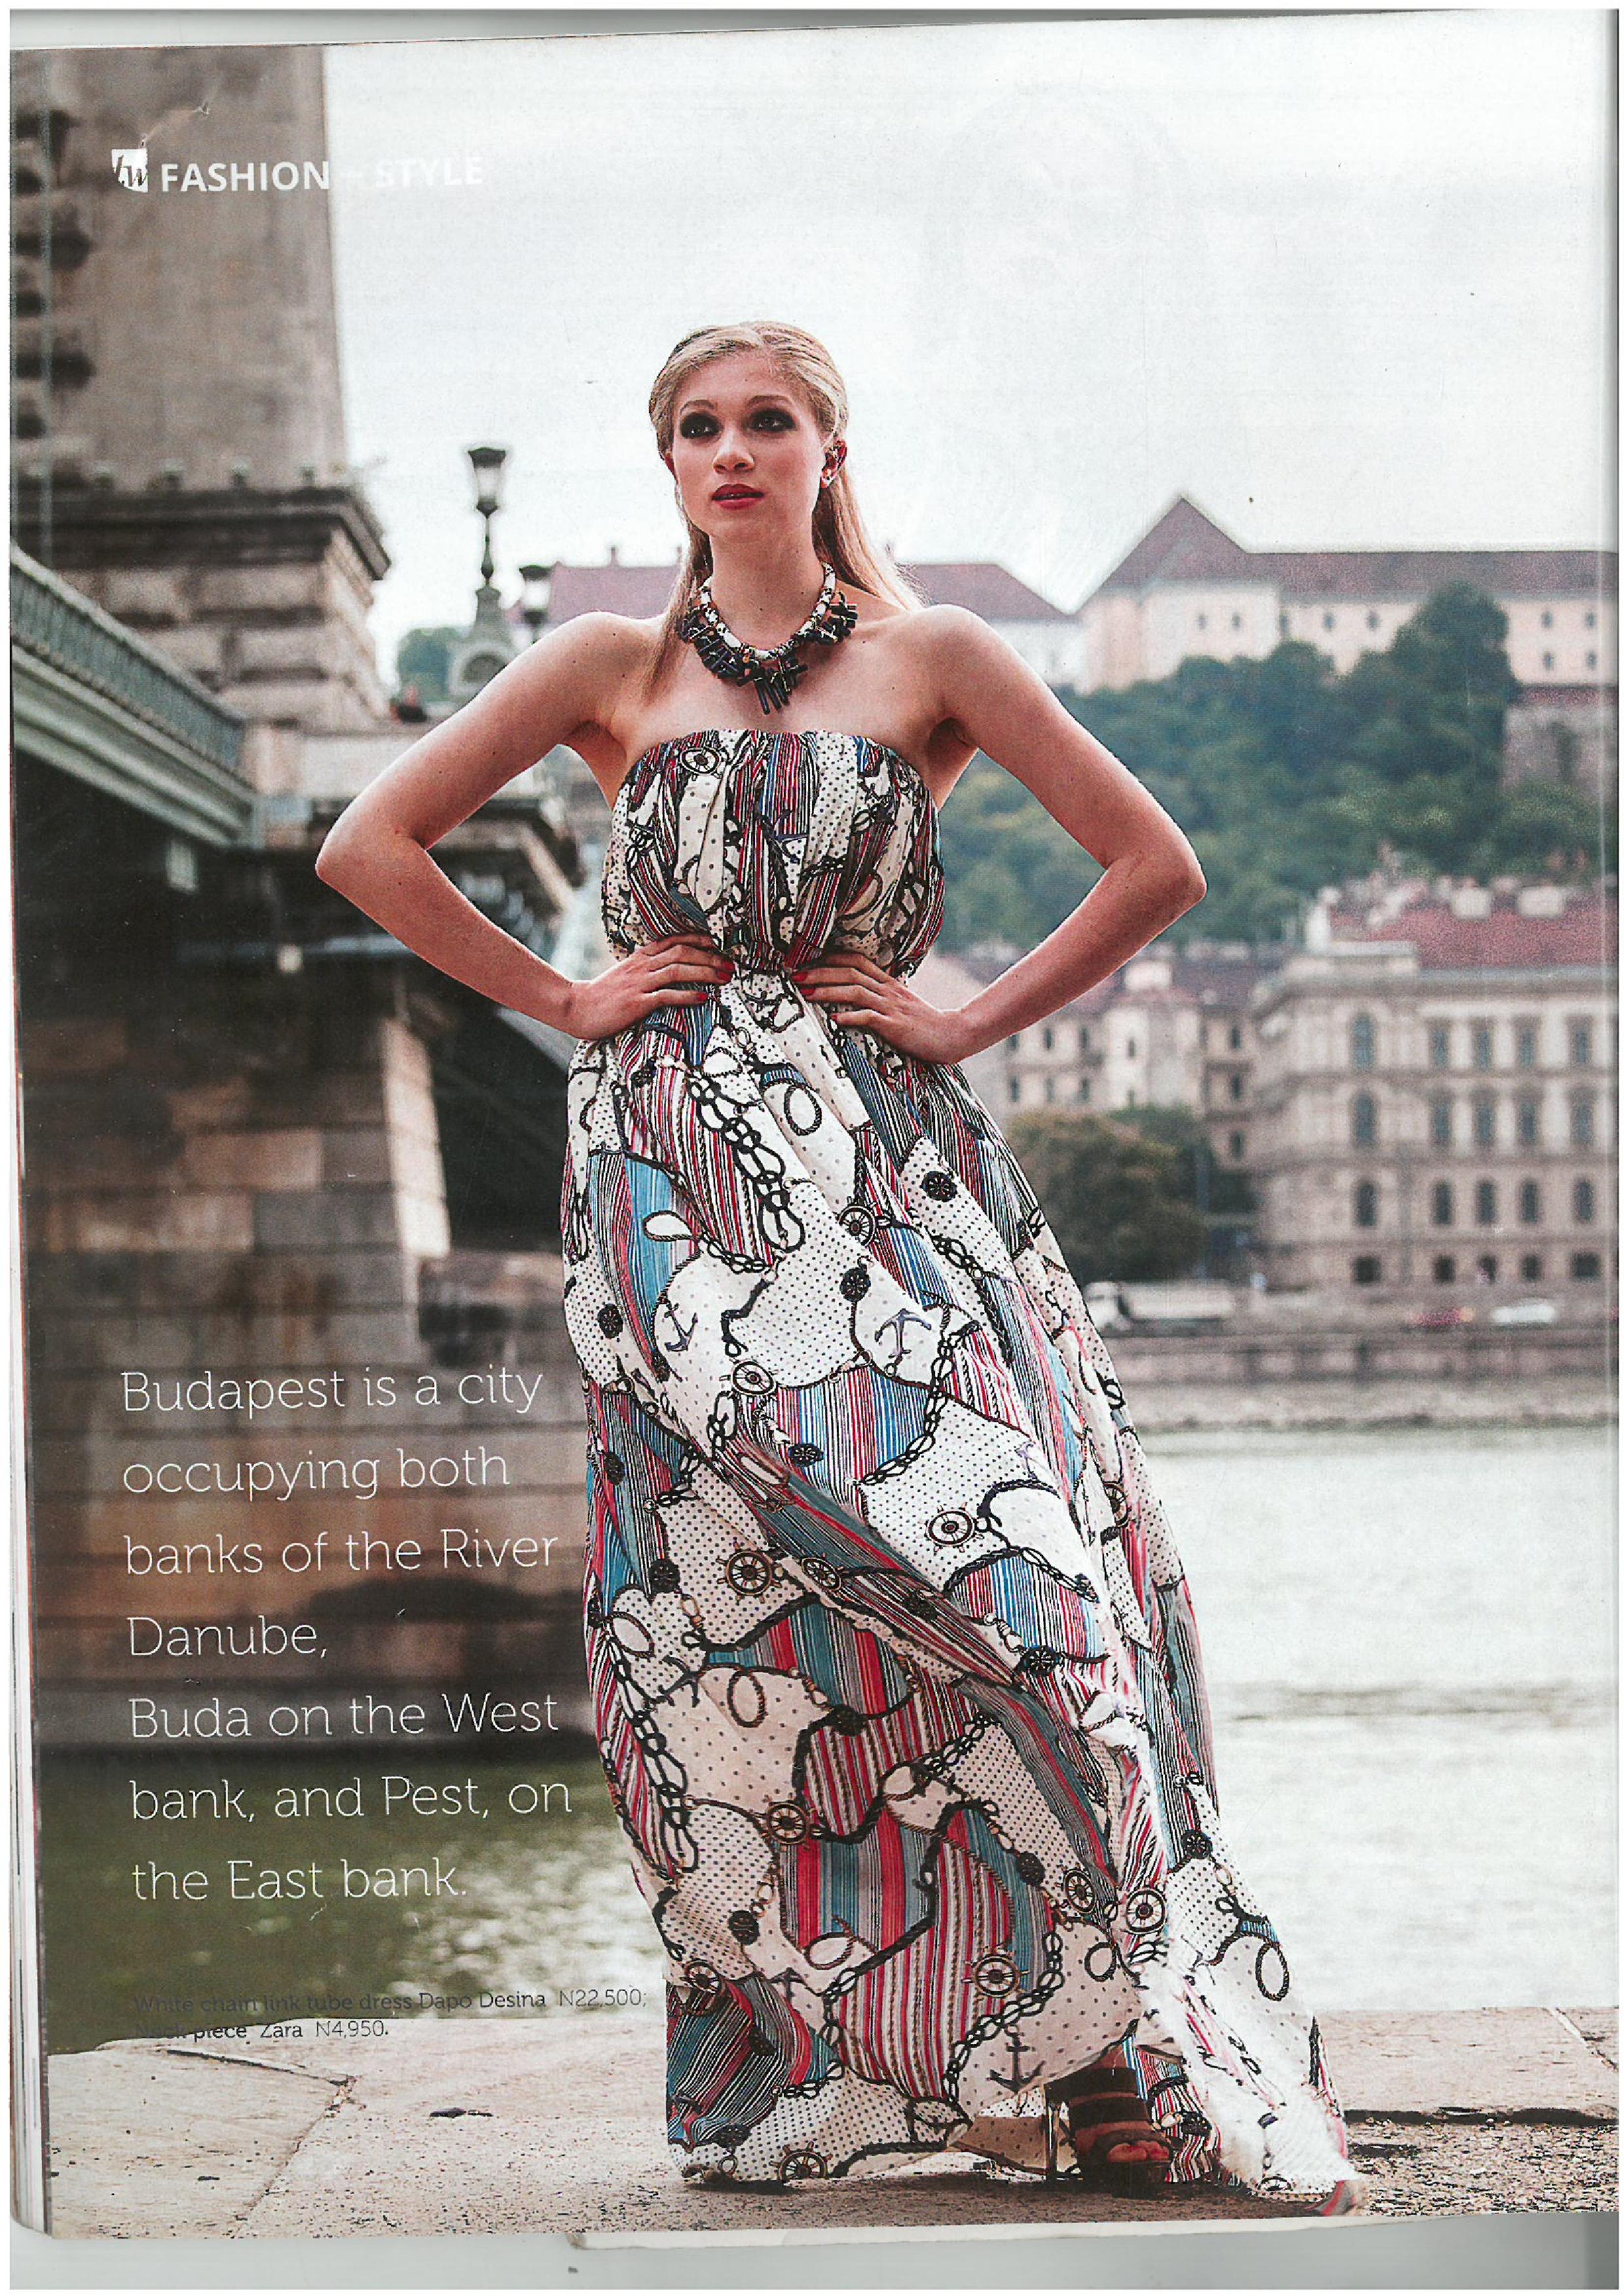 tw FASHION + STYLE
Budapest is a city
occupying both
banks of the River
Danube,
Buda on the West
bank, and Pest, on
the East bank.
White chain link tube dress Dapo Desina N22,500;
Neck piece Zara N4,950.